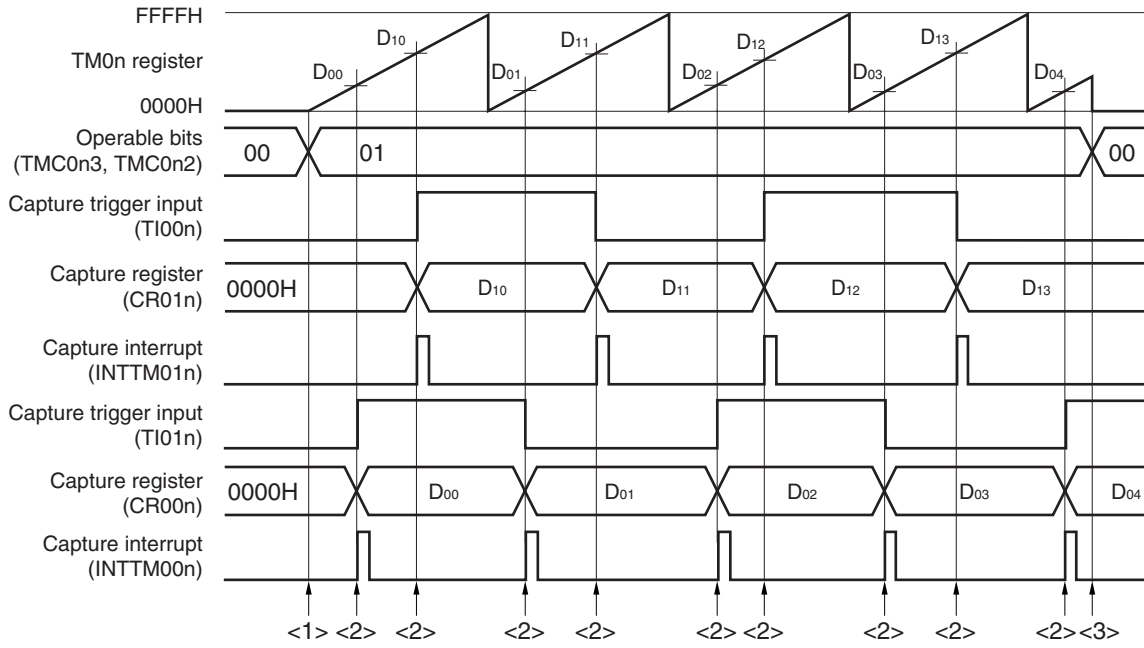 FFFFH
TM0n register
0000H
D10
D11
D12
D13
D00
D01
D02
D03
D04
Operable bits
(TMC0n3, TMC0n2)
00
01
00
Capture trigger input
(TI00n)
Capture register
(CR01n)
0000H
D10
D11
D12
D13
Capture interrupt
(INTTM01n)
Capture trigger input
(TI01n)
Capture register
(CR00n)
0000H
D00
D01
D02
D03
D04
Capture interrupt
(INTTM00n)
<1> <2> <2> <2> <2> <2> <2> <2> <2> <2> <3>